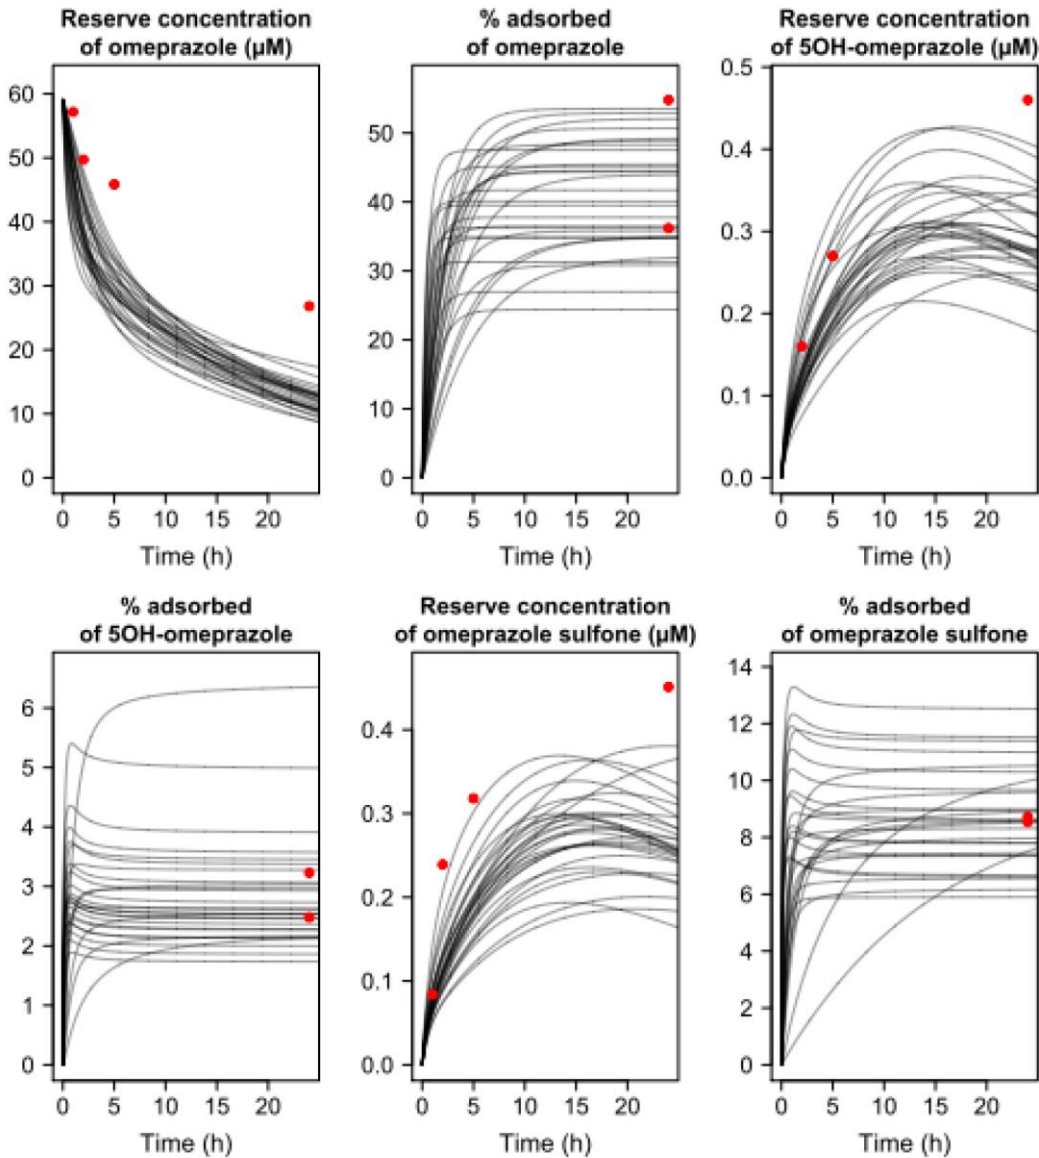 Reserve concentration
of omeprazole (µM)
60
50
40
30
20
10
0
0 5 10 15 20
Time (h)
% adsorbed
of omeprazole
50
40
30
20
10
0
0 5 10 15 20
Time (h)
Reserve concentration
of 5OH-omeprazole (µM)
0.5
0.4
0.3
0.2
0.1
0.0
0 5 10 15 20
Time (h)
% adsorbed
of 5OH-omeprazole
6
5
4
3
2
1
0
0 5 10 15 20
Time (h)
Reserve concentration
of omeprazole sulfone (µM)
0.4
0.3
0.2
0.1
0.0
0 5 10 15 20
Time (h)
% adsorbed
of omeprazole sulfone
14
12
10
8
6
4
2
0
0 5 10 15 20
Time (h)